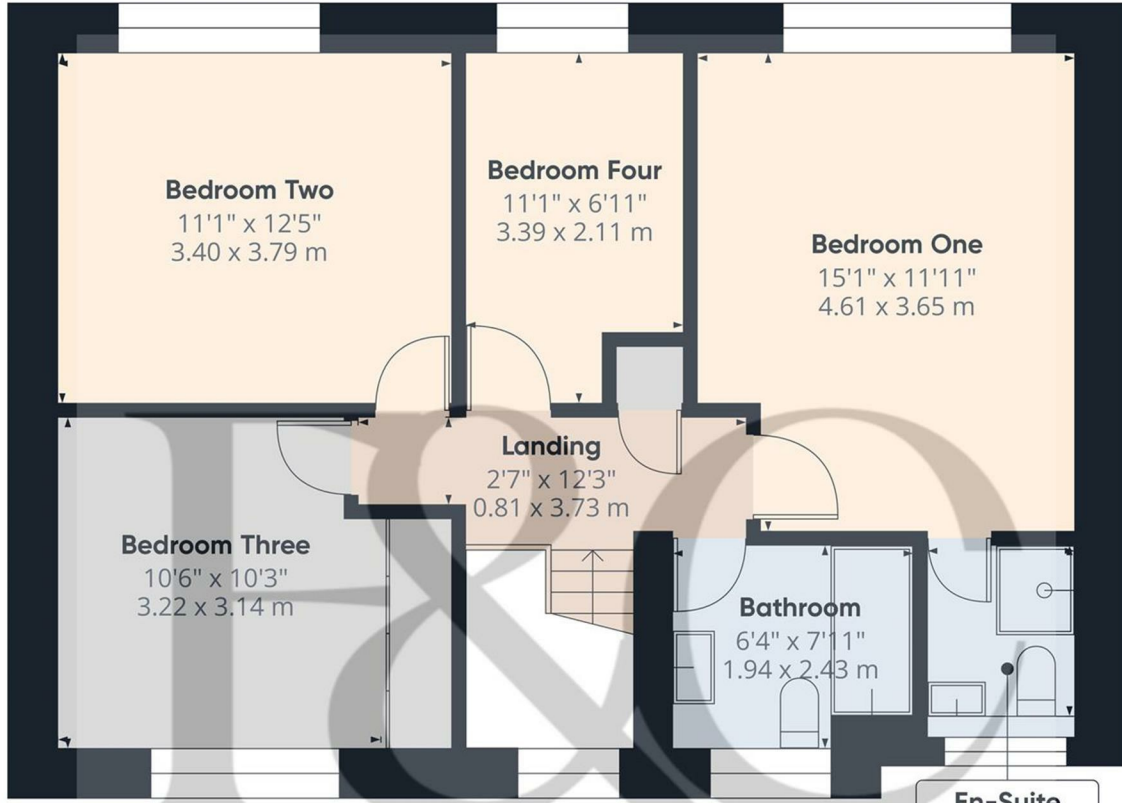 Bedroom Two
11'1" x 12'5"
3.40 x 3.79 m
Bedroom Four
11'1" x 6'11"
3.39 x 2.11 m
Bedroom One
15'1" x 11'11"
4.61 x 3.65 m
Landing
2'7" x 12'3"
0.81 x 3.73 m
Bedroom Three
10'6" x 10'3"
3.22 x 3.14 m
Bathroom
6'4" x 7'11"
1.94 x 2.43 m
En-Suite
F&C